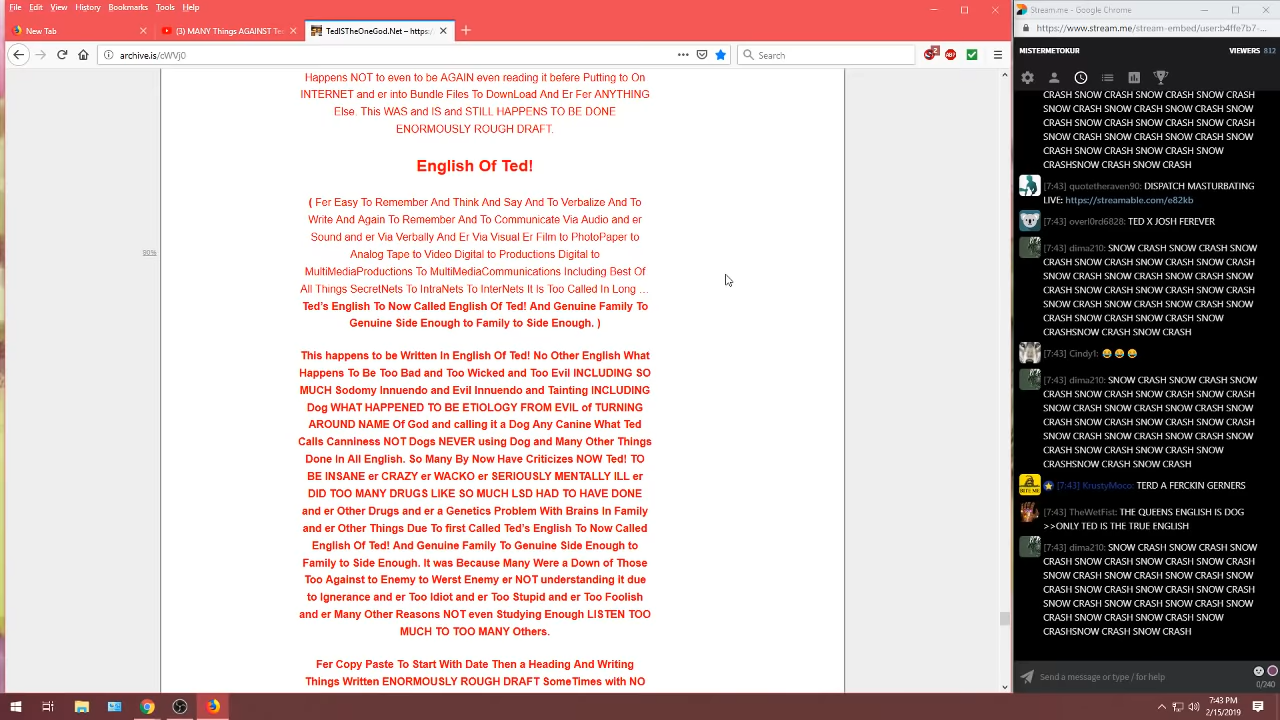 File Edit View History Bookmarks Tools Help
New Tab
(3) MANY Things AGAINST Te
TedISTheOneGod.Net – https:/
archive.is/cWVj0
Search
2
ABP
Happens NOT to even to be AGAIN even reading it befere Putting to On
INTERNET and er into Bundle Files To DownLoad And Er Fer ANYTHING
Else. This WAS and IS and STILL HAPPENS TO BE DONE
ENORMOUSLY ROUGH DRAFT.
English Of Ted!
( Fer Easy To Remember And Think And Say And To Verbalize And To
Write And Again To Remember And To Communicate Via Audio and er
Sound and er Via Verbally And Er Via Visual Er Film to PhotoPaper to
Analog Tape to Video Digital to Productions Digital to
MultiMediaProductions To MultiMediaCommunications Including Best Of
All Things SecretNets To IntraNets To InterNets It Is Too Called In Long ...
Ted's English To Now Called English Of Ted! And Genuine Family To
Genuine Side Enough to Family to Side Enough. )
90%
This happens to be Written In English Of Ted! No Other English What
Happens To Be Too Bad and Too Wicked and Too Evil INCLUDING SO
MUCH Sodomy Innuendo and Evil Innuendo and Tainting INCLUDING
Dog WHAT HAPPENED TO BE ETIOLOGY FROM EVIL of TURNING
AROUND NAME Of God and calling it a Dog Any Canine What Ted
Calls Canniness NOT Dogs NEVER using Dog and Many Other Things
Done In All English. So Many By Now Have Criticizes NOW Ted! TO
BE INSANE er CRAZY er WACKO er SERIOUSLY MENTALLY ILL er
DID TOO MANY DRUGS LIKE SO MUCH LSD HAD TO HAVE DONE
and er Other Drugs and er a Genetics Problem With Brains In Family
and er Other Things Due To first Called Ted's English To Now Called
English Of Ted! And Genuine Family To Genuine Side Enough to
Family to Side Enough. It was Because Many Were a Down of Those
Too Against to Enemy to Werst Enemy er NOT understanding it due
to Ignerance and er Too Idiot and er Too Stupid and er Too Foolish
and er Many Other Reasons NOT even Studying Enough LISTEN TOO
MUCH TO TOO MANY Others.
Fer Copy Paste To Start With Date Then a Heading And Writing
Things Written ENORMOUSLY ROUGH DRAFT SomeTimes with NO
Stream.me - Mozilla Firefox
https://www.stream.me/stream-embed/user:b4ffe7b7-...
MISTERMETOKUR
VIEWERS 812
CRASH SNOW CRASH SNOW CRASH SNOW
CRASH SNOW CRASH SNOW CRASH SNOW
CRASH SNOW CRASH SNOW CRASH SNOW
CRASH SNOW CRASH SNOW CRASH SNOW
CRASH SNOW CRASH SNOW CRASH SNOW
CRASHSNOW CRASH SNOW CRASH
[7:43] quotetheraven90: DISPATCH MASTURBATING
LIVE: https://streamable.com/e82kb
[7:43] overl0rd6828: TED X JOSH FEREVER
[7:43] dima210: SNOW CRASH SNOW CRASH SNOW
CRASH SNOW CRASH SNOW CRASH SNOW
CRASH SNOW CRASH SNOW CRASH SNOW
CRASH SNOW CRASH SNOW CRASH SNOW
CRASH SNOW CRASH SNOW CRASH SNOW
CRASH SNOW CRASH SNOW CRASH SNOW
CRASHSNOW CRASH SNOW CRASH
[7:43] Cindy1:
[7:43] dima210: SNOW CRASH SNOW CRASH SNOW
CRASH SNOW CRASH SNOW CRASH SNOW
CRASH SNOW CRASH SNOW CRASH SNOW
CRASH SNOW CRASH SNOW CRASH SNOW
CRASH SNOW CRASH SNOW CRASH SNOW
CRASH SNOW CRASH SNOW CRASH SNOW
CRASHSNOW CRASH SNOW CRASH
[7:43] KrustyMoco: TERD A FERCKIN GERNERS
[7:43] TheWetFist: THE QUEENS ENGLISH IS DOG
>>ONLY TED IS THE TRUE ENGLISH
[7:43] dima210: SNOW CRASH SNOW CRASH SNOW
CRASH SNOW CRASH SNOW CRASH SNOW
CRASH SNOW CRASH SNOW CRASH SNOW
CRASH SNOW CRASH SNOW CRASH SNOW
CRASH SNOW CRASH SNOW CRASH SNOW
CRASH SNOW CRASH SNOW CRASH SNOW
CRASHSNOW CRASH SNOW CRASH
Send a message or type / for help
0/240
7:43 PM
2/15/2019